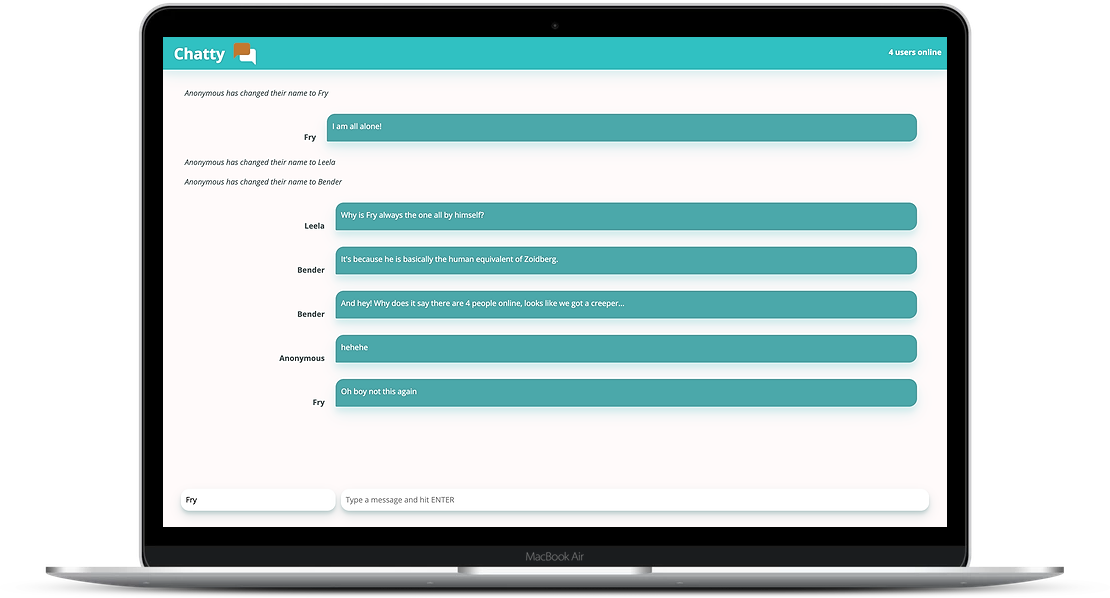 Chatty
4 users online
Anonymous has changed their name to Fry
Fry
I am all alone!
Anonymous has changed their name to Leela
Anonymous has changed their name to Bender
Leela
Why is Fry always the one all by himself?
Bender
It's because he is basically the human equivalent of Zoidberg.
Bender
And hey! Why does it say there are 4 people online, looks like we got a creeper...
Anonymous
hehehe
Fry
Oh boy not this again
Fry
Type a message and hit ENTER
MacBook Air